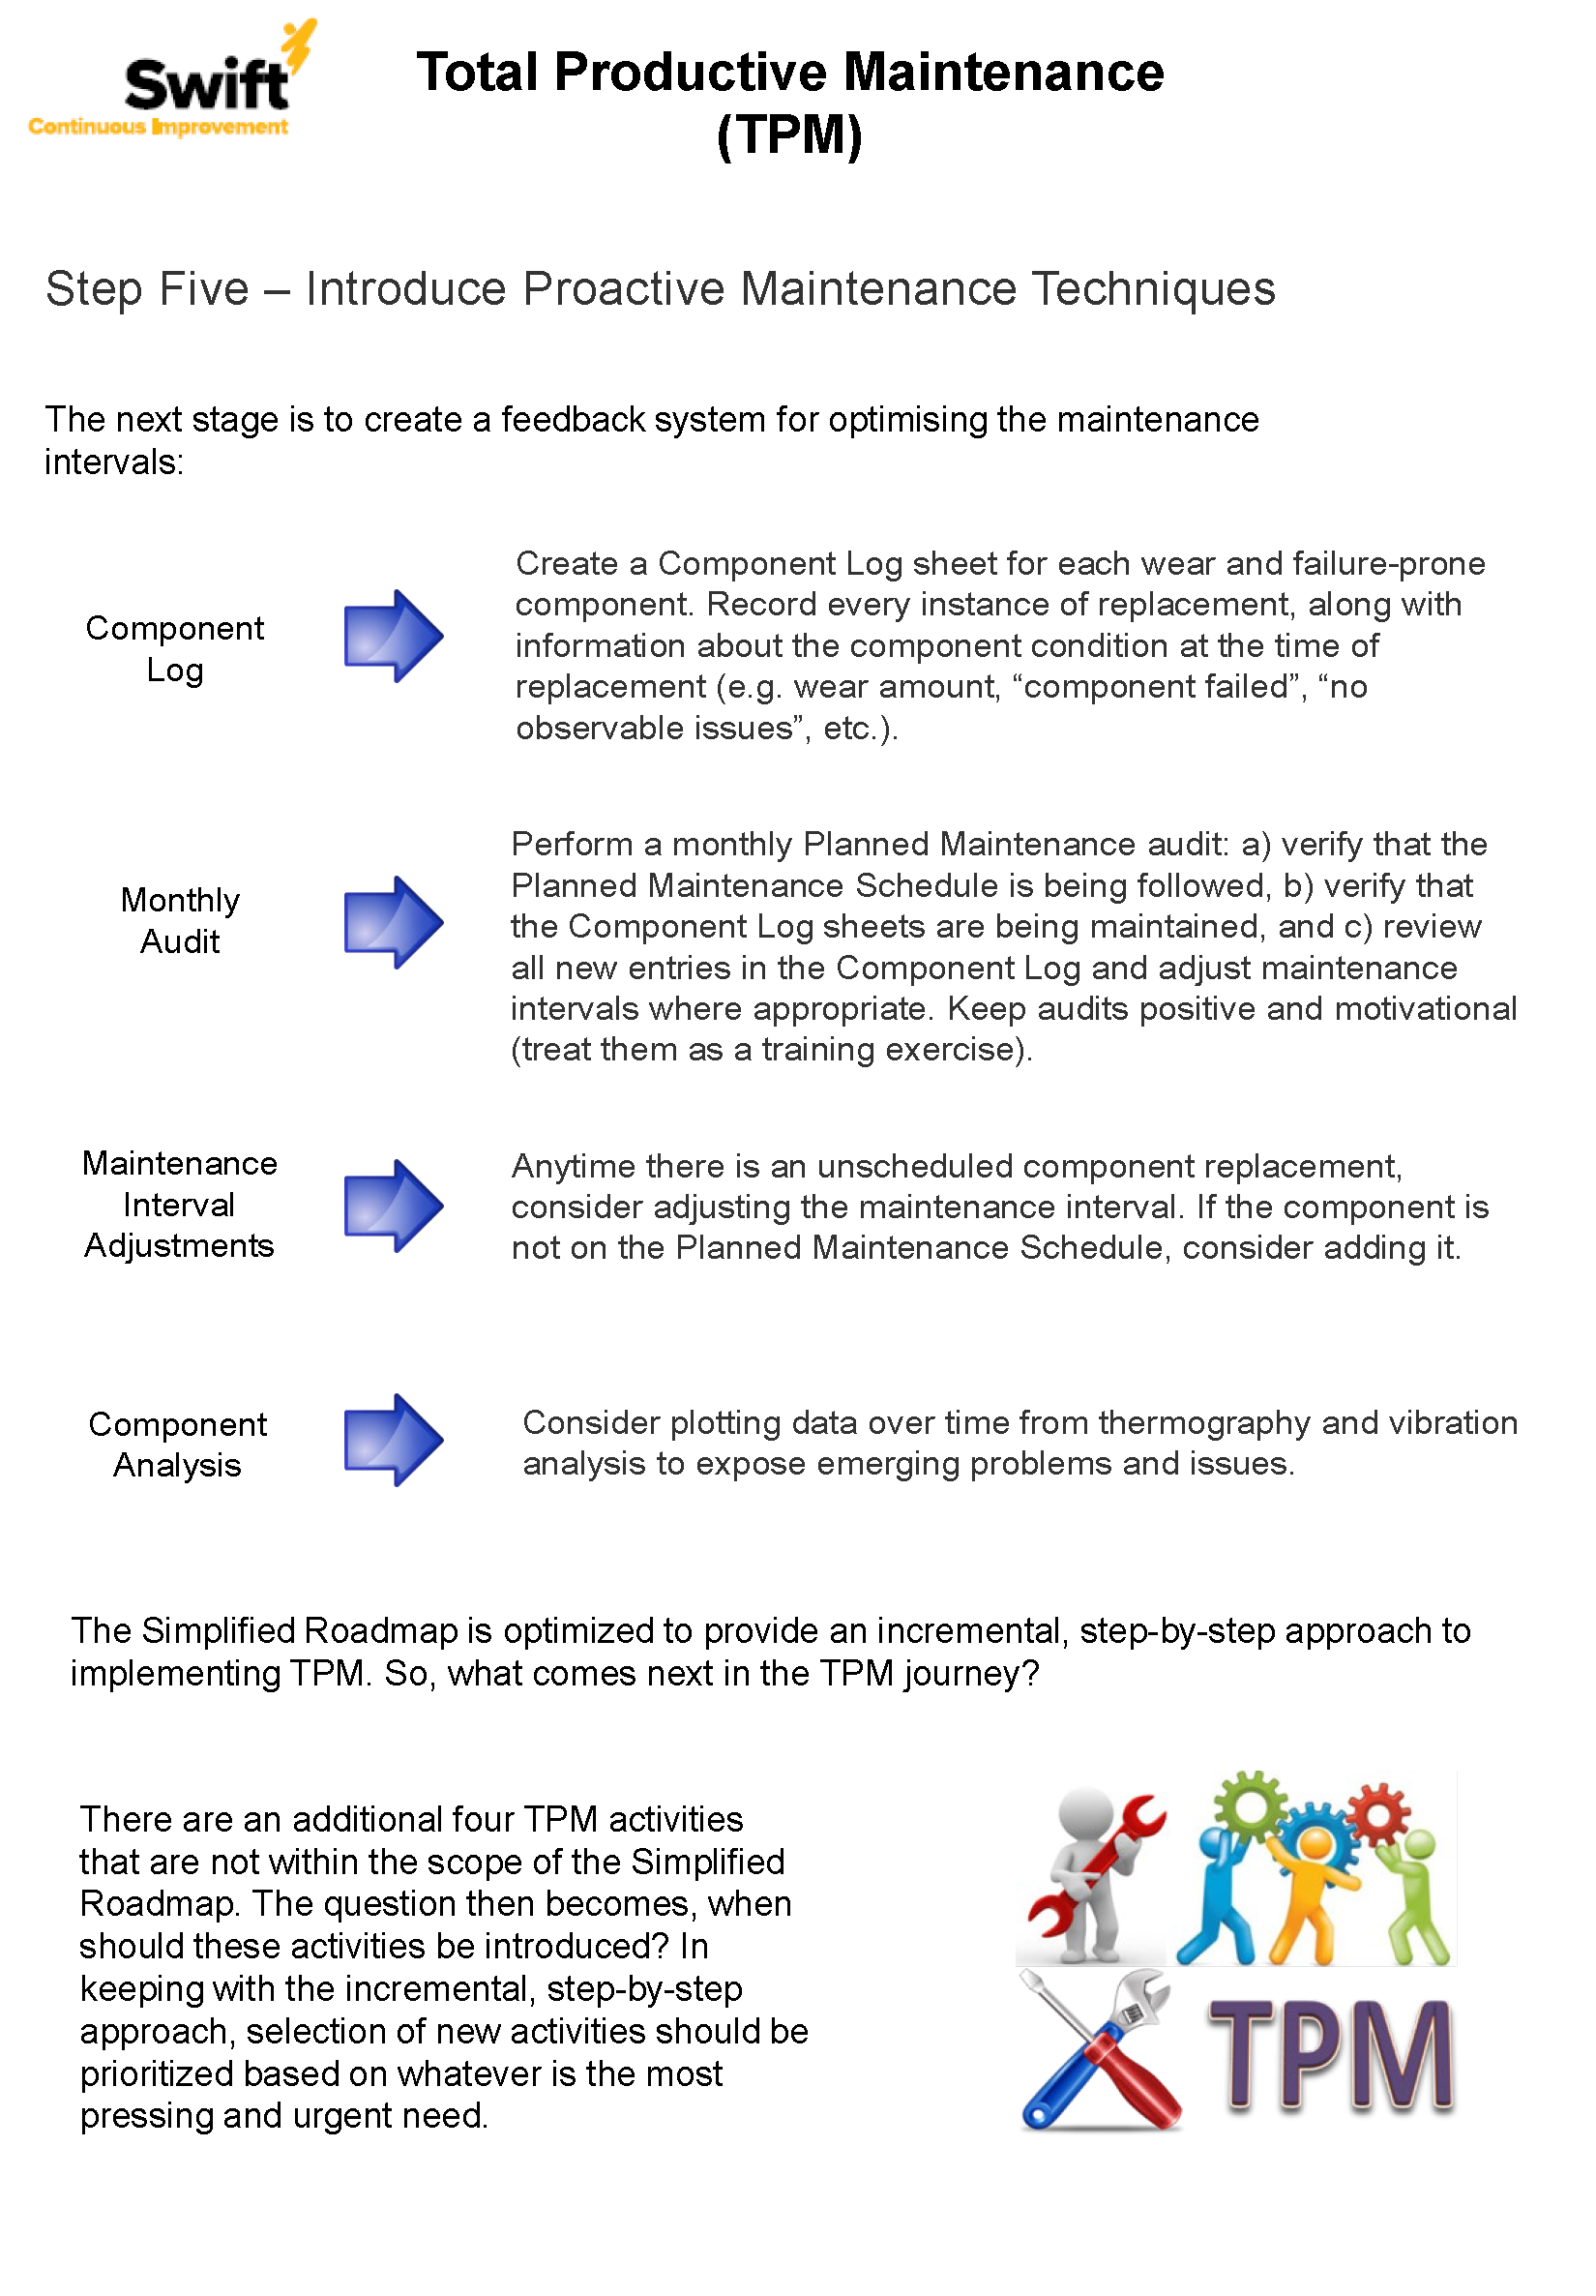 Swift
Continuous Improvement
Total Productive Maintenance
(TPM)
Step Five – Introduce Proactive Maintenance Techniques
The next stage is to create a feedback system for optimising the maintenance
intervals:
Component
Log
Create a Component Log sheet for each wear and failure-prone
component. Record every instance of replacement, along with
information about the component condition at the time of
replacement (e.g. wear amount, “component failed”, “no
observable issues”, etc.).
Monthly
Audit
Perform a monthly Planned Maintenance audit: a) verify that the
Planned Maintenance Schedule is being followed, b) verify that
the Component Log sheets are being maintained, and c) review
all new entries in the Component Log and adjust maintenance
intervals where appropriate. Keep audits positive and motivational
(treat them as a training exercise).
Maintenance
Interval
Adjustments
Anytime there is an unscheduled component replacement,
consider adjusting the maintenance interval. If the component is
not on the Planned Maintenance Schedule, consider adding it.
Component
Analysis
Consider plotting data over time from thermography and vibration
analysis to expose emerging problems and issues.
The Simplified Roadmap is optimized to provide an incremental, step-by-step approach to
implementing TPM. So, what comes next in the TPM journey?
There are an additional four TPM activities
that are not within the scope of the Simplified
Roadmap. The question then becomes, when
should these activities be introduced? In
keeping with the incremental, step-by-step
approach, selection of new activities should be
prioritized based on whatever is the most
pressing and urgent need.
TPM